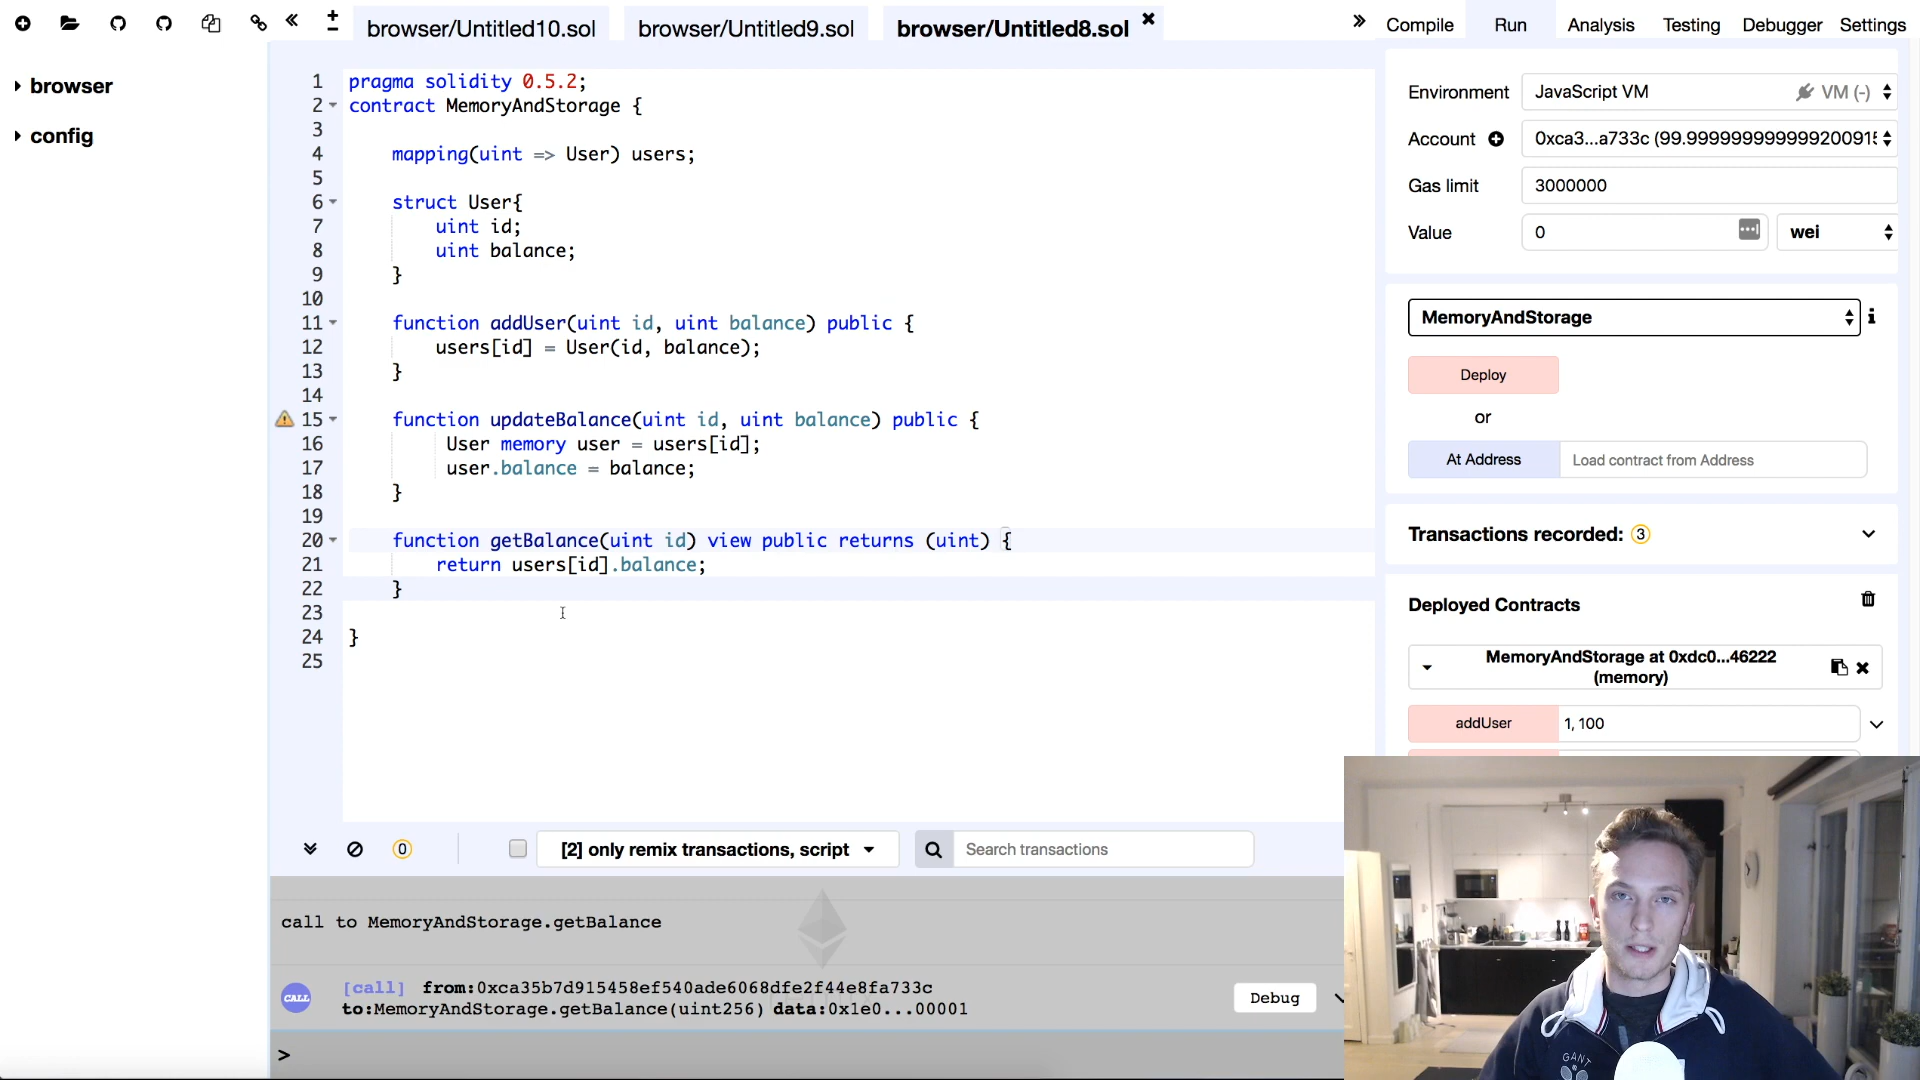 browser/Untitled10.sol
browser/Untitled9.sol
browser/Untitled8.sol
Compile
Run
Analysis
Testing
Debugger
Settings
browser
config
1 pragma solidity 0.5.2;
2 contract MemoryAndStorage {
3
4 mapping(uint => User) users;
5
6 struct User{
7 uint id;
8 uint balance;
9 }
10
11 function addUser(uint id, uint balance) public {
12 users[id] = User(id, balance);
13 }
14
15 function updateBalance(uint id, uint balance) public {
16 User memory user = users[id];
17 user.balance = balance;
18 }
19
20 function getBalance(uint id) view public returns (uint) {
21 return users[id].balance;
22 }
23
24 }
25
Environment
JavaScript VM
VM (-)
Account
0xca3...a733c (99.999999999999200915
Gas limit
3000000
Value
0
wei
MemoryAndStorage
Deploy
or
At Address
Load contract from Address
Transactions recorded: 3
Deployed Contracts
MemoryAndStorage at 0xdc0...46222
(memory)
addUser
1, 100
0
[2] only remix transactions, script
Search transactions
call to MemoryAndStorage.getBalance
CALL
[call] from:0xca35b7d915458ef540ade6068dfe2f44e8fa733c
to:MemoryAndStorage.getBalance(uint256) data:0x1e0...00001
Debug
>
GANT